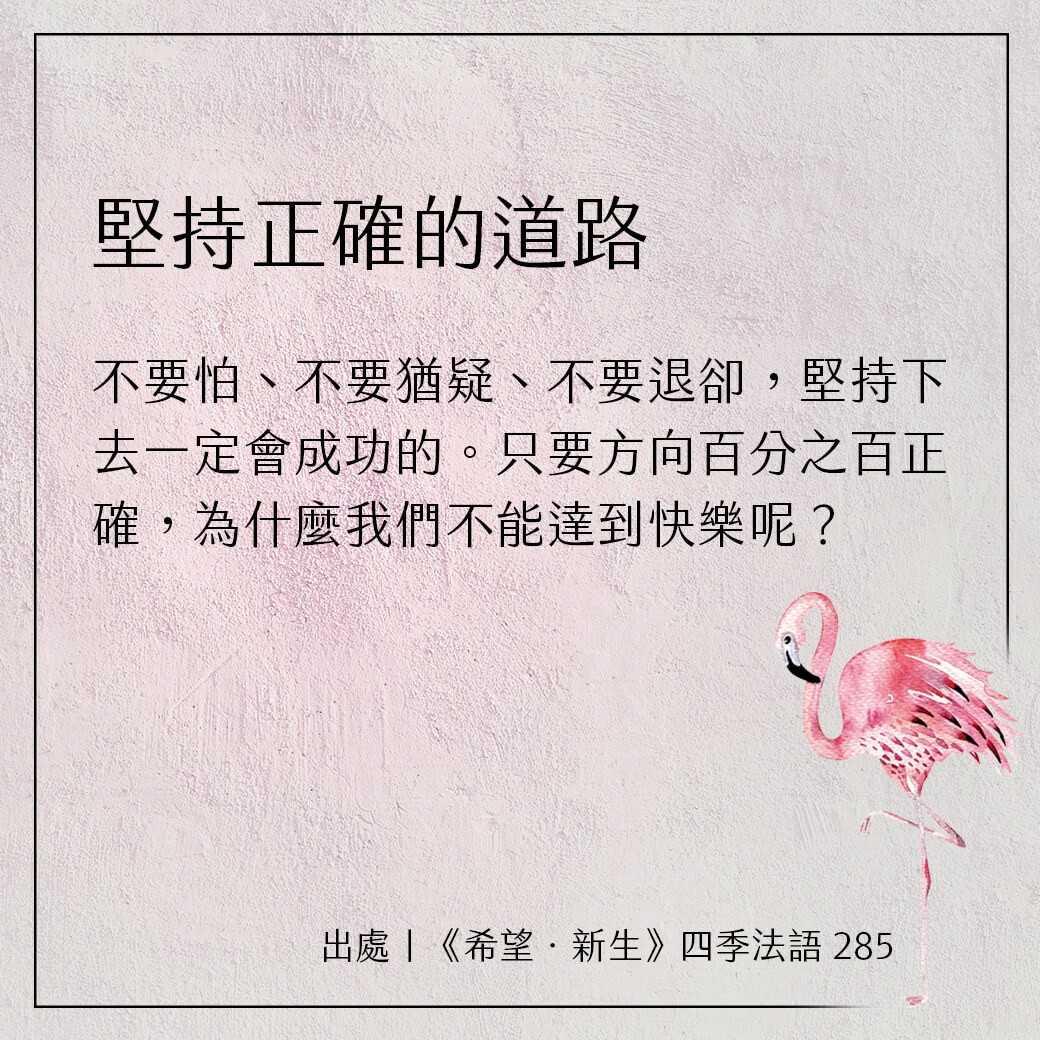 堅持正確的道路
不要怕、不要猶疑、不要退卻，堅持下
去一定會成功的。只要方向百分之百正
確，為什麼我們不能達到快樂呢？
出處｜《希望．新生》四季法語 285